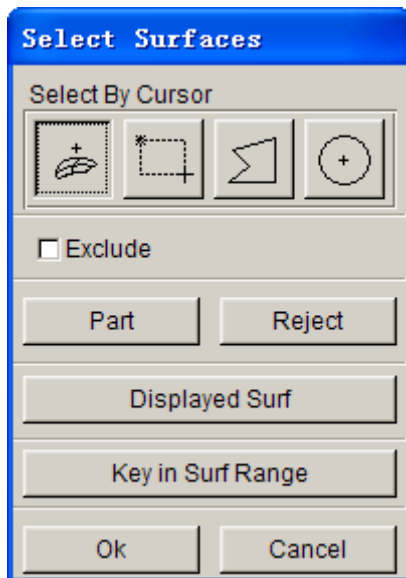 Select Surfaces
Select By Cursor
Exclude
Part Reject
Displayed Surf
Key in Surf Range
Ok Cancel